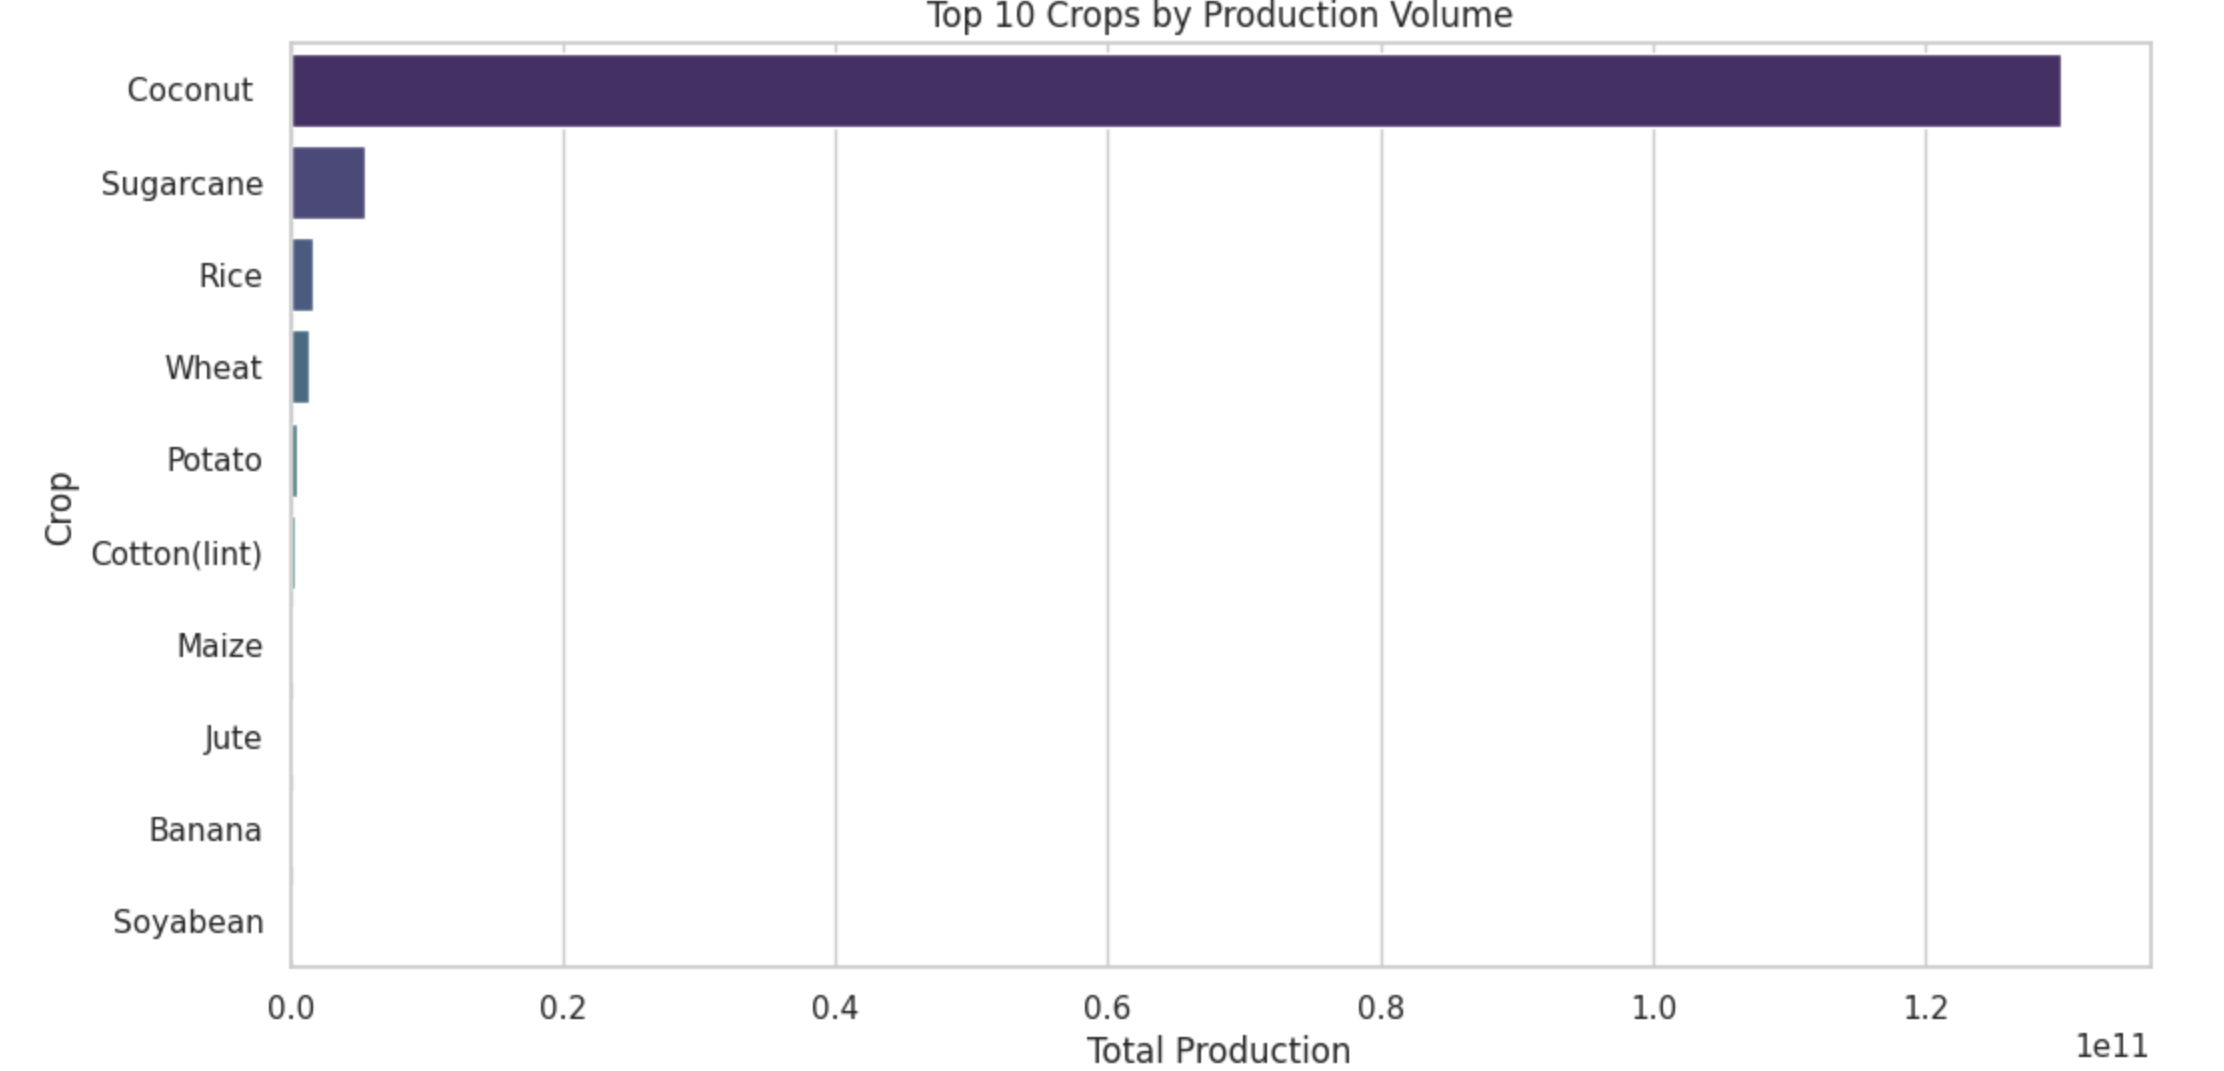 Top 10 Crops by Production Volume
Coconut
Sugarcane
Rice
Wheat
Potato
Cotton(lint)
Maize
Jute
Banana
Soyabean
Crop
0.0 0.2 0.4 0.6 0.8 1.0 1.2
1e11
Total Production